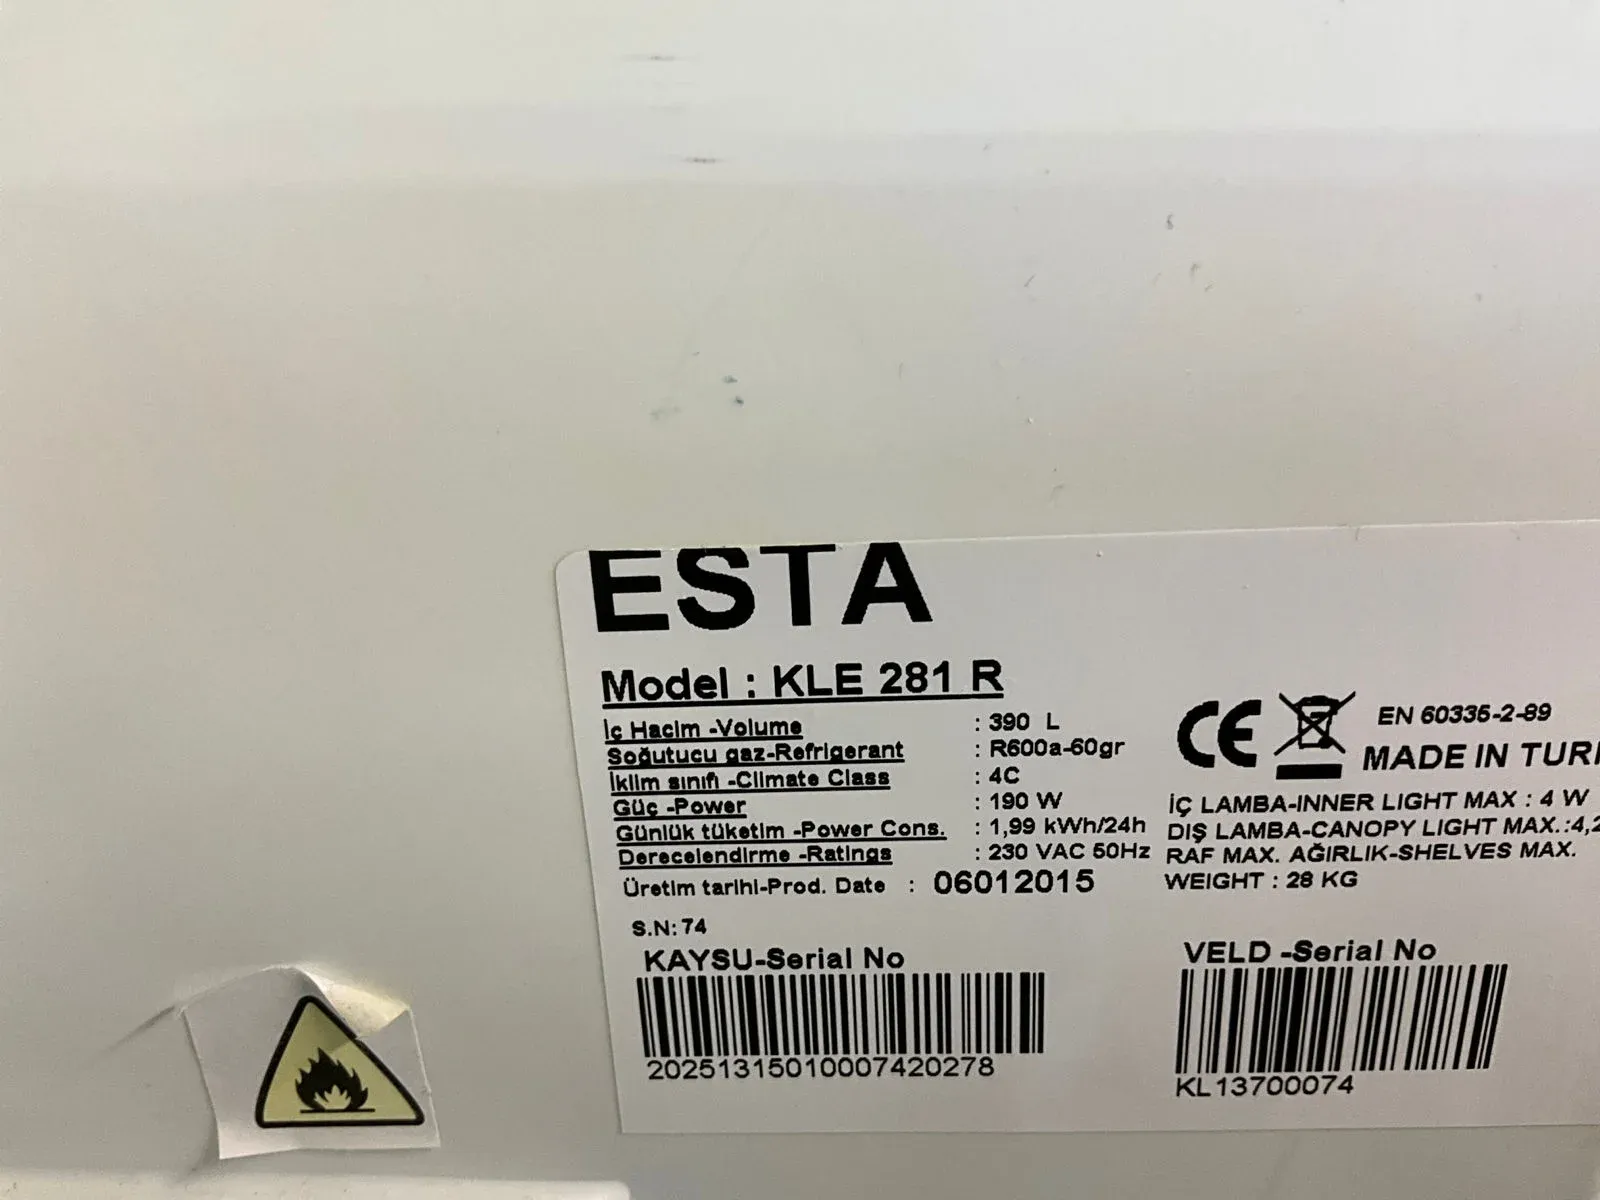 ESTA
Model : KLE 281 R
İç Hacim -Volume : 390 L
Soğutucu gaz-Refrigerant : R600a-60gr
İklim sınıfı -Climate Class : 4C
Güç -Power : 190 W
Günlük tüketim -Power Cons. : 1,99 kWh/24h
Derecelendirme -Ratings : 230 VAC 50Hz
Üretim tarihi-Prod. Date : 06012015
S.N: 74
KAYSU-Serial No
20251315010007420278
CE EN 60335-2-89
MADE IN TUR
İÇ LAMBA-INNER LIGHT MAX : 4 W
DIŞ LAMBA-CANOPY LIGHT MAX.:4,2
RAF MAX. AĞIRLIK-SHELVES MAX.
WEIGHT : 28 KG
VELD -Serial No
KL13700074